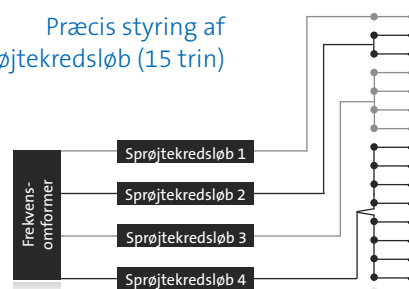 Præcis styring af
øjtekredsløb (15 trin)
Sprøjtekredsløb 1
Sprøjtekredsløb 2
Sprøjtekredsløb 3
Sprøjtekredsløb 4
Frekvens-
omformer